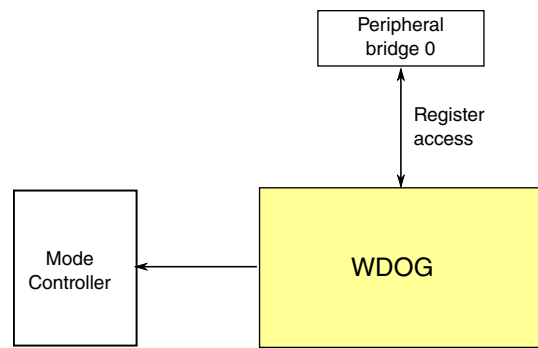 Peripheral
bridge 0
Register
access
Mode
Controller
WDOG